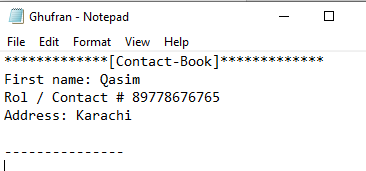 Ghufran - Notepad
File Edit Format View Help
*************[Contact-Book]*************
First name: Qasim
Rol / Contact # 89778676765
Address: Karachi
---------------